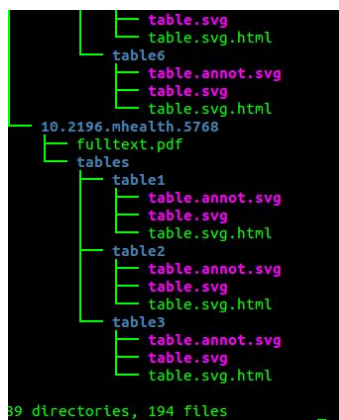 table.svg
table.svg.html
table6
table.annot.svg
table.svg
table.svg.html
10.2196.mhealth.5768
fulltext.pdf
tables
table1
table.annot.svg
table.svg
table.svg.html
table2
table.annot.svg
table.svg
table.svg.html
table3
table.annot.svg
table.svg
table.svg.html
39 directories, 194 files